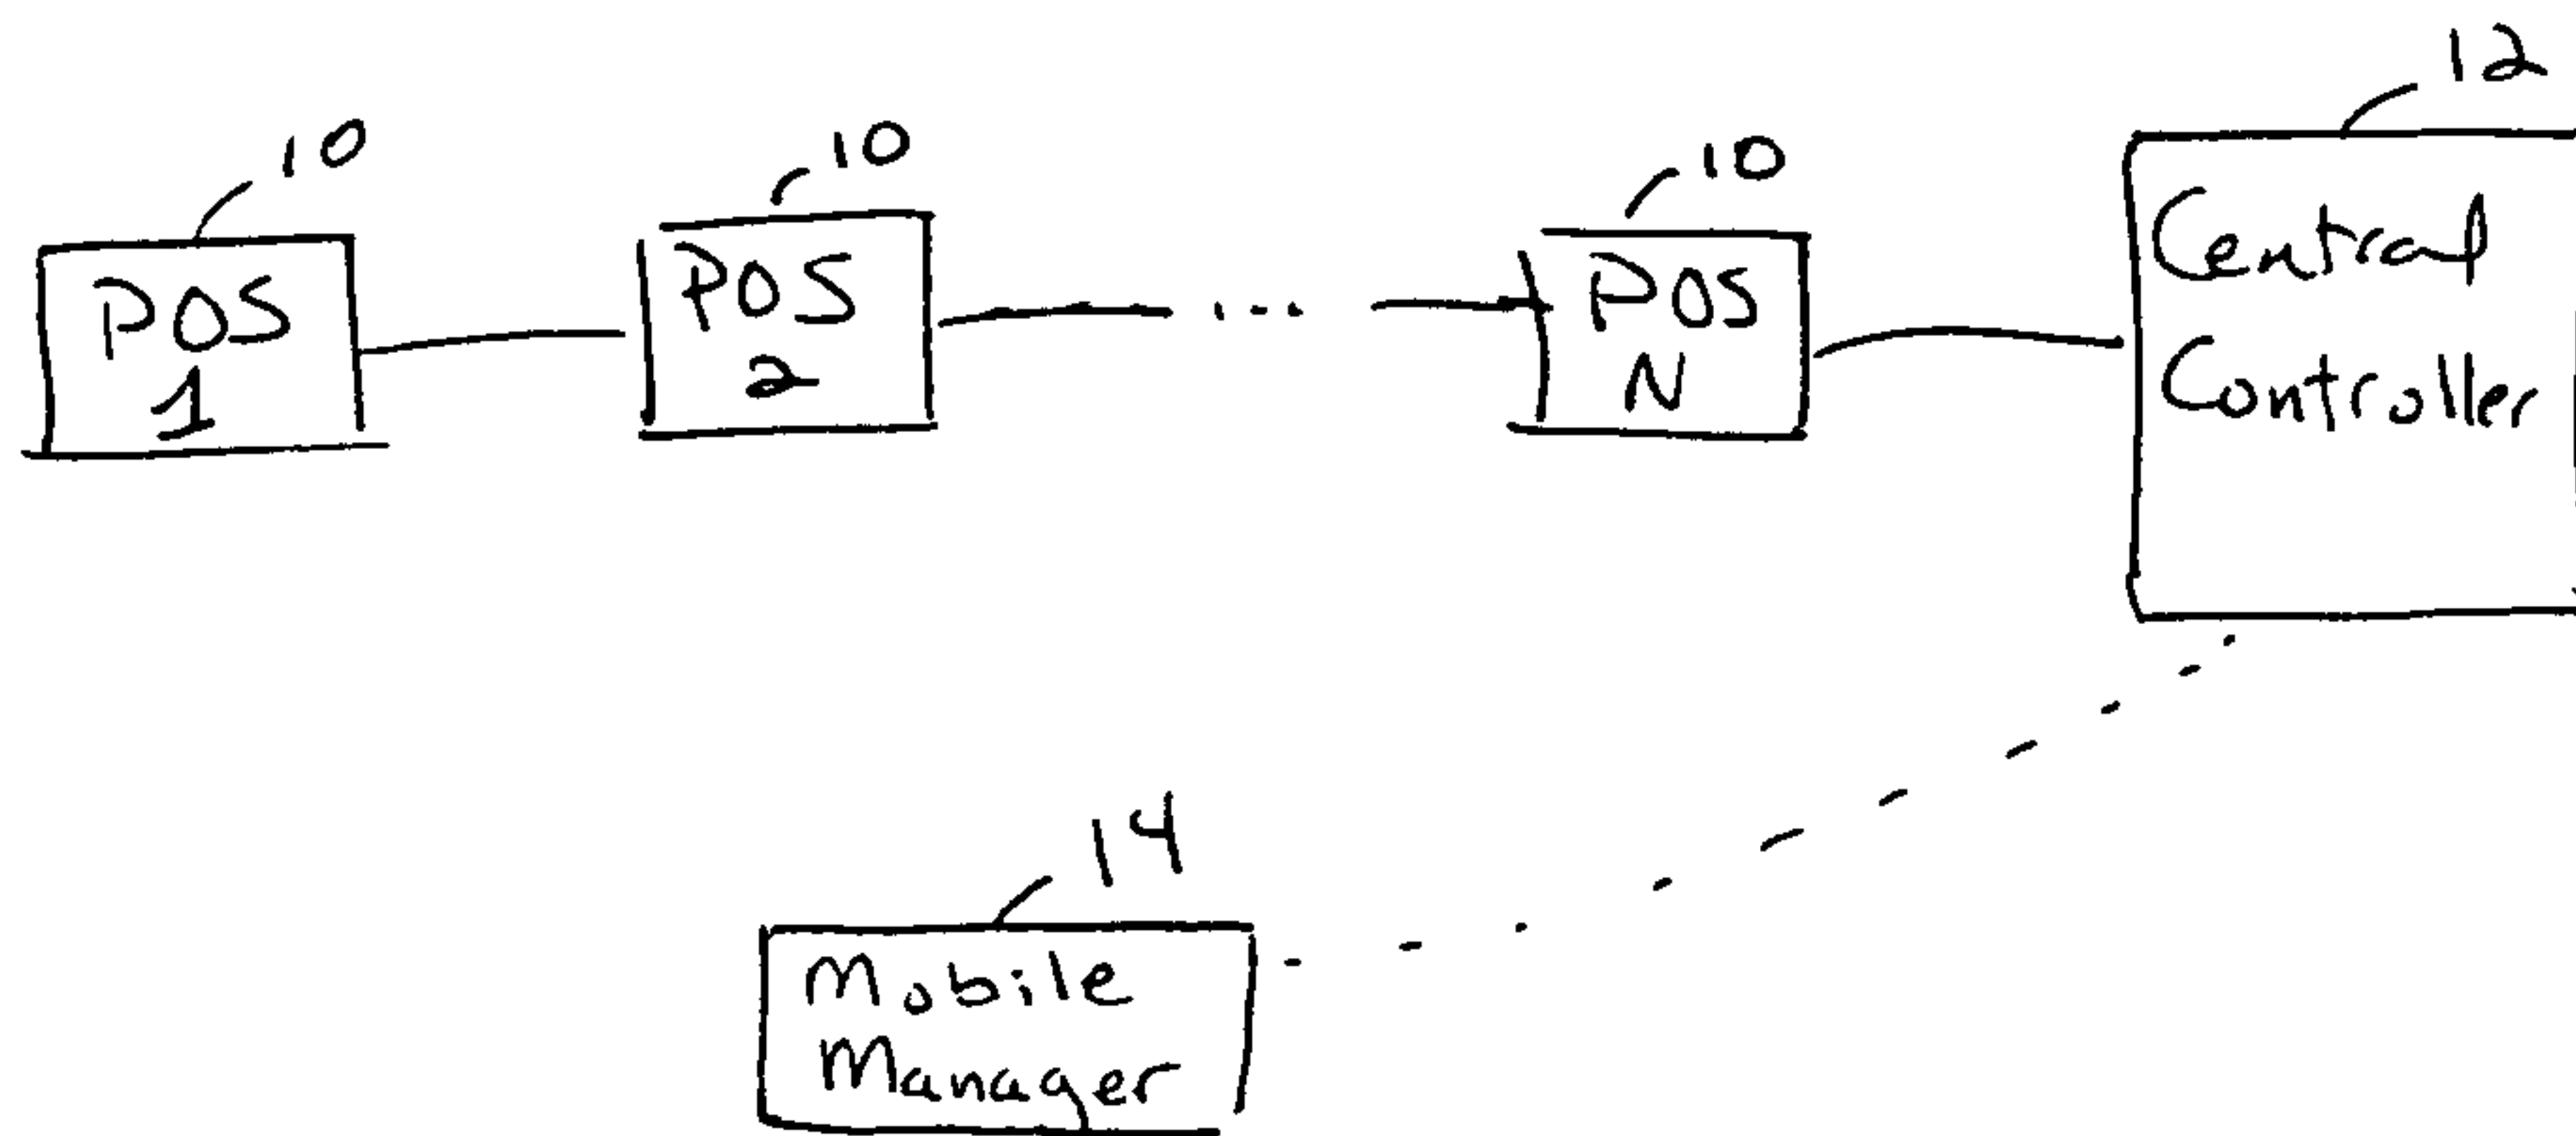 12
10
10
10
POS
1
POS
2
...
POS
N
Central
Controller
14
Mobile
Manager